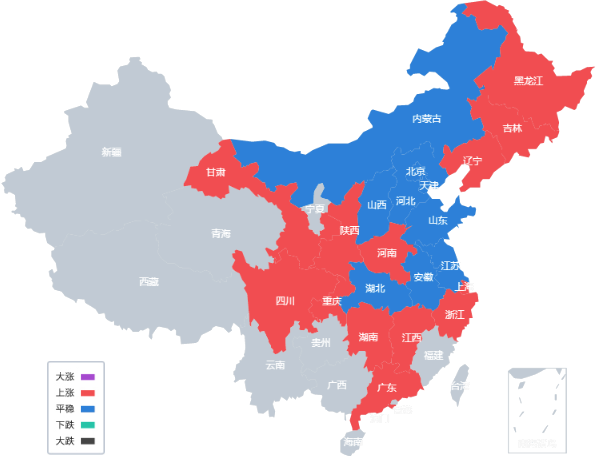 黑龙江
内蒙古
吉林
新疆
辽宁
甘肃
北京
天津
河北
山西
宁夏
山东
青海
陕西
河南
江苏
安徽
西藏
上海
湖北
四川
重庆
浙江
湖南
江西
贵州
福建
云南
广西
广东
台湾
海南
大涨
上涨
平稳
下跌
大跌